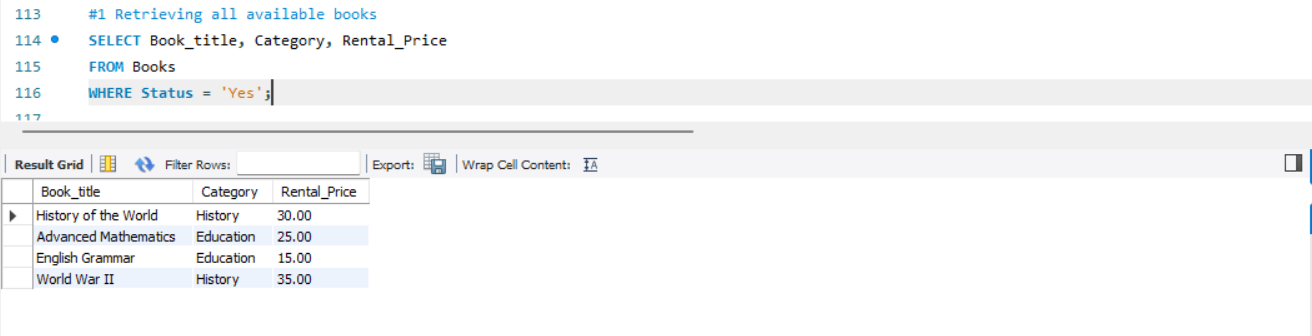 113 #1 Retrieving all available books
114 SELECT Book_title, Category, Rental_Price
115 FROM Books
116 WHERE Status = 'Yes';
117
Result Grid Filter Rows: Export: Wrap Cell Content: IA
Book_title Category Rental_Price
History of the World History 30.00
Advanced Mathematics Education 25.00
English Grammar Education 15.00
World War II History 35.00